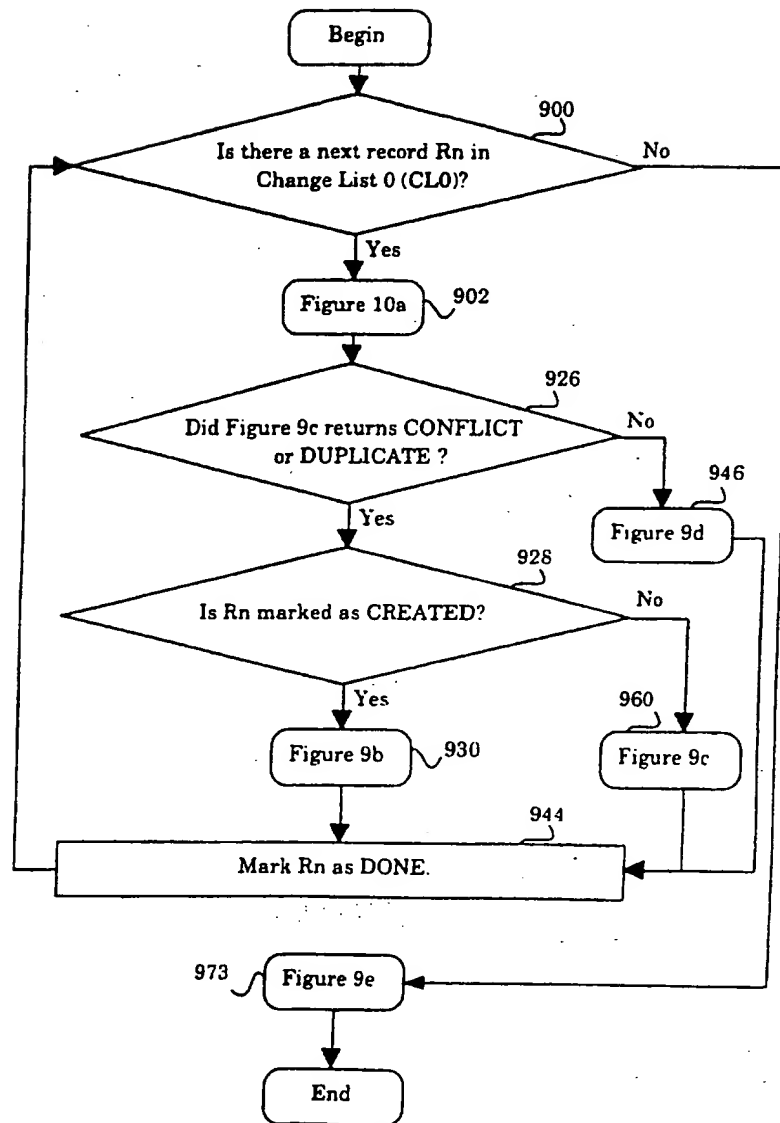 Begin
900
Is there a next record Rn in
Change List 0 (CL0)?
No
Yes
Figure 10a
902
926
Did Figure 9c returns CONFLICT
or DUPLICATE ?
No
946
Yes
Figure 9d
928
Is Rn marked as CREATED?
No
Yes
960
Figure 9b
930
Figure 9c
944
Mark Rn as DONE.
973
Figure 9e
End